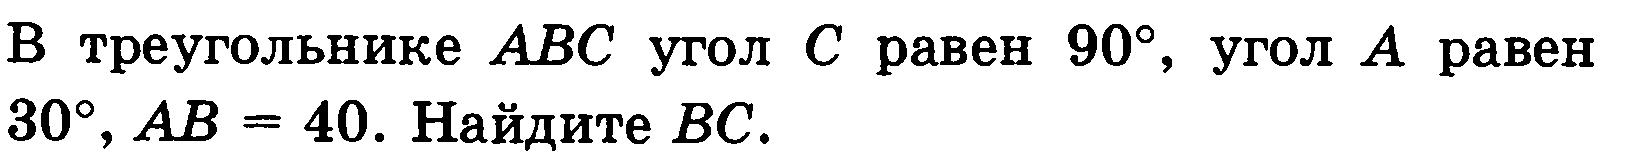 В треугольнике ABC угол C равен 90°, угол A равен
30°, AB = 40. Найдите BC.